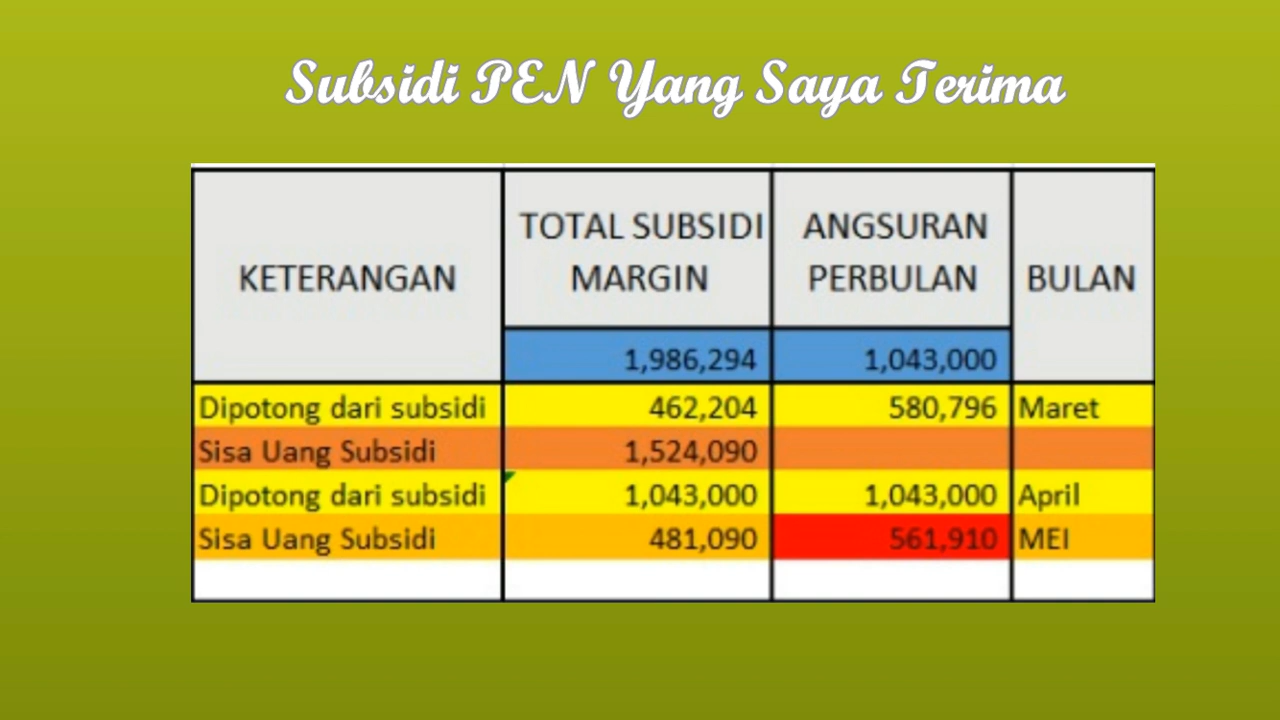 Subsidi PEN Yang Saya Terima
KETERANGAN
TOTAL SUBSIDI
MARGIN
ANGSURAN
PERBULAN
BULAN
1,986,294 1,043,000
Dipotong dari subsidi 462,204 580,796 Maret
Sisa Uang Subsidi 1,524,090
Dipotong dari subsidi 1,043,000 1,043,000 April
Sisa Uang Subsidi 481,090 561,910 MEI